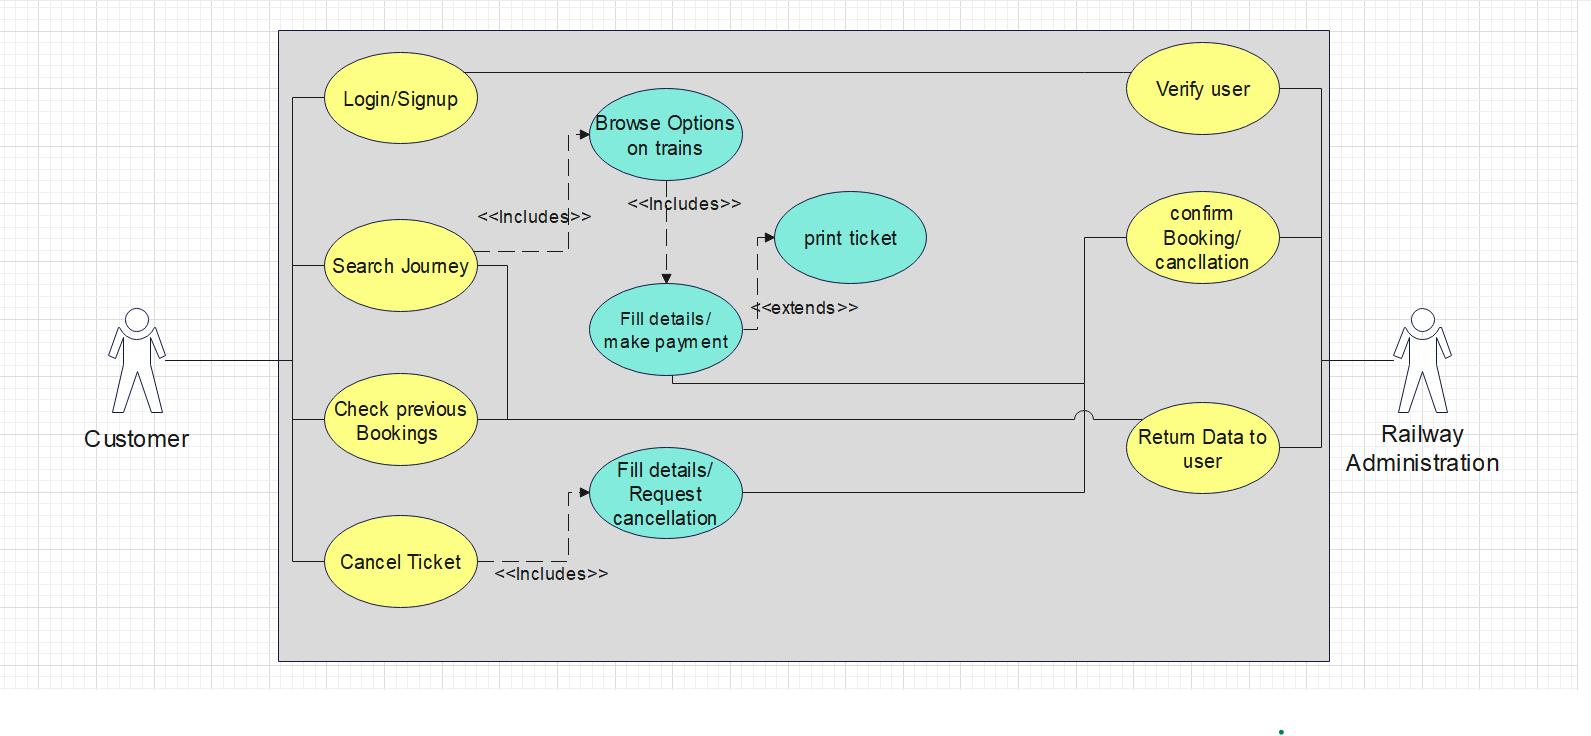 Login/Signup
Verify user
Browse Options
on trains
<<Includes>>
<<Includes>>
print ticket
confirm
Booking/
cancllation
Search Journey
<<extends>>
Fill details/
make payment
Check previous
Bookings
Customer
Return Data to
user
Railway
Administration
Fill details/
Request
cancellation
Cancel Ticket
<<Includes>>